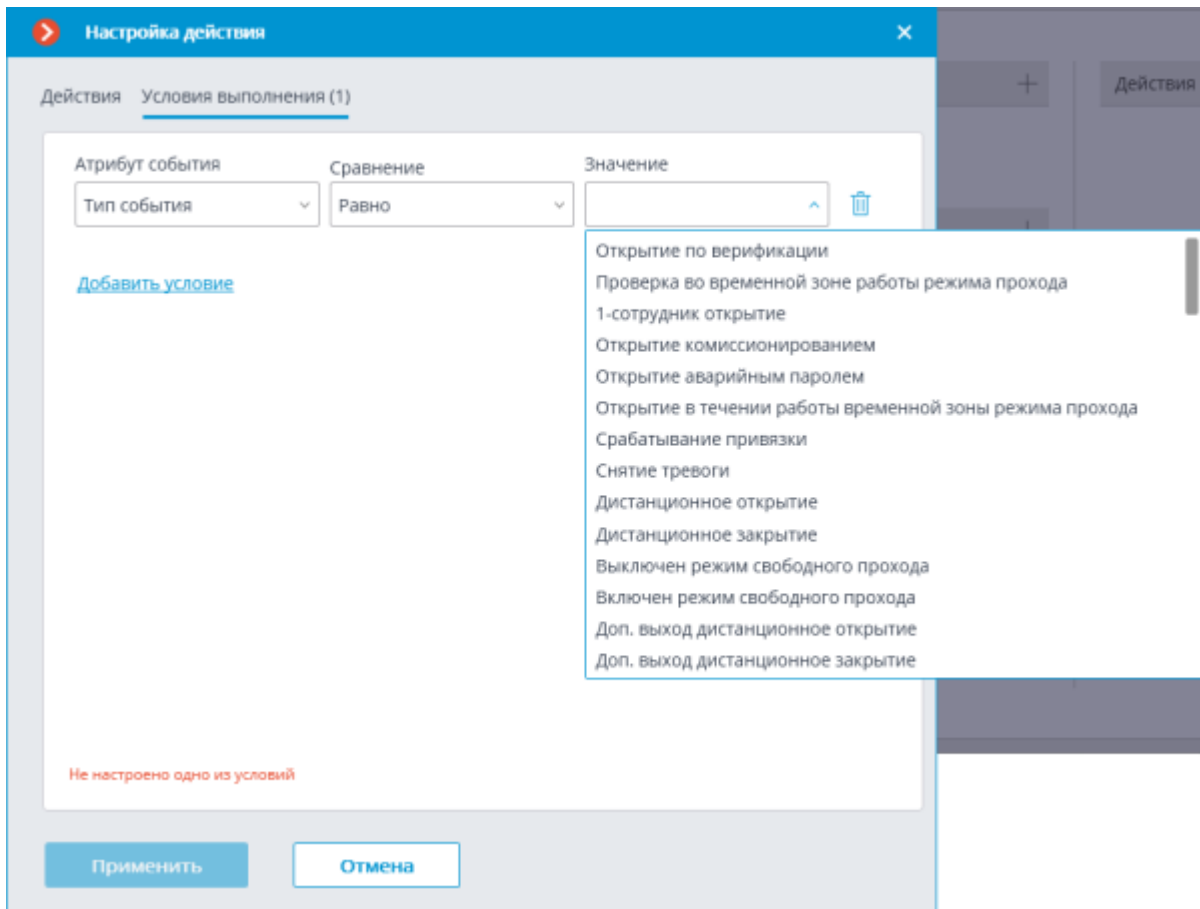 Настройка действия
Действия Условия выполнения (1)
Действия
Атрибут события Сравнение Значение
Тип события Равно
Добавить условие
Открытие по верификации
Проверка во временной зоне работы режима прохода
1-сотрудник открытие
Открытие комиссионированием
Открытие аварийным паролем
Открытие в течении работы временной зоны режима прохода
Срабатывание привязки
Снятие тревоги
Дистанционное открытие
Дистанционное закрытие
Выключен режим свободного прохода
Включен режим свободного прохода
Доп. выход дистанционное открытие
Доп. выход дистанционное закрытие
Не настроено одно из условий
Применить Отмена